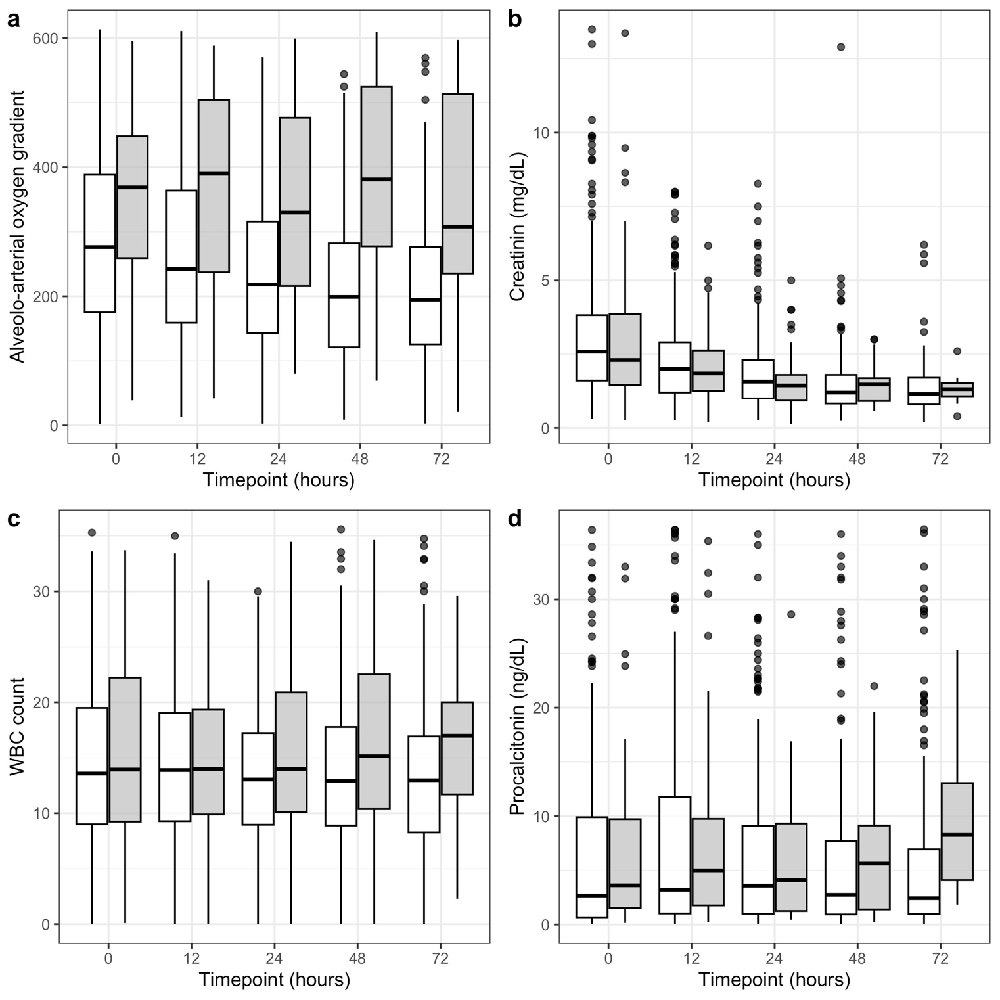 a
Alveolo-arterial oxygen gradient
600
400
200
0
0 12 24 48 72
Timepoint (hours)
b
Creatinin (mg/dL)
10
5
0
0 12 24 48 72
Timepoint (hours)
c
WBC count
30
20
10
0
0 12 24 48 72
Timepoint (hours)
d
Procalcitonin (ng/dL)
30
20
10
0
0 12 24 48 72
Timepoint (hours)